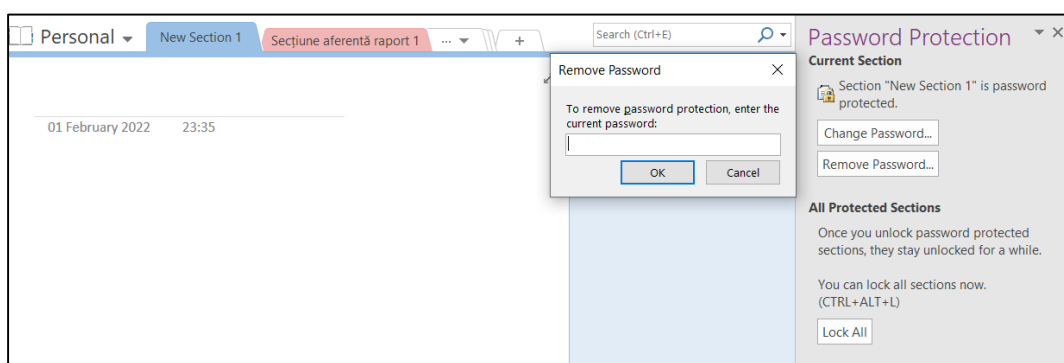 Personal
New Section 1
Secțiune aferentă raport 1
...
+
Search (Ctrl+E)
01 February 2022 23:35
Remove Password
To remove password protection, enter the
current password:
OK
Cancel
Password Protection
Current Section
Section "New Section 1" is password
protected.
Change Password...
Remove Password...
All Protected Sections
Once you unlock password protected
sections, they stay unlocked for a while.
You can lock all sections now.
(CTRL+ALT+L)
Lock All